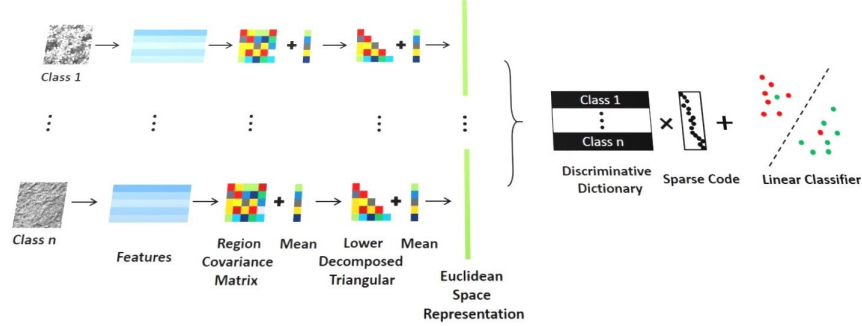 Class 1
Class n
Features
Region
Covariance
Matrix
+ Mean
Lower
Decomposed
Triangular
+ Mean
Euclidean
Space
Representation
Class 1
Class n
Discriminative
Dictionary
×
Sparse Code
+
Linear Classifier